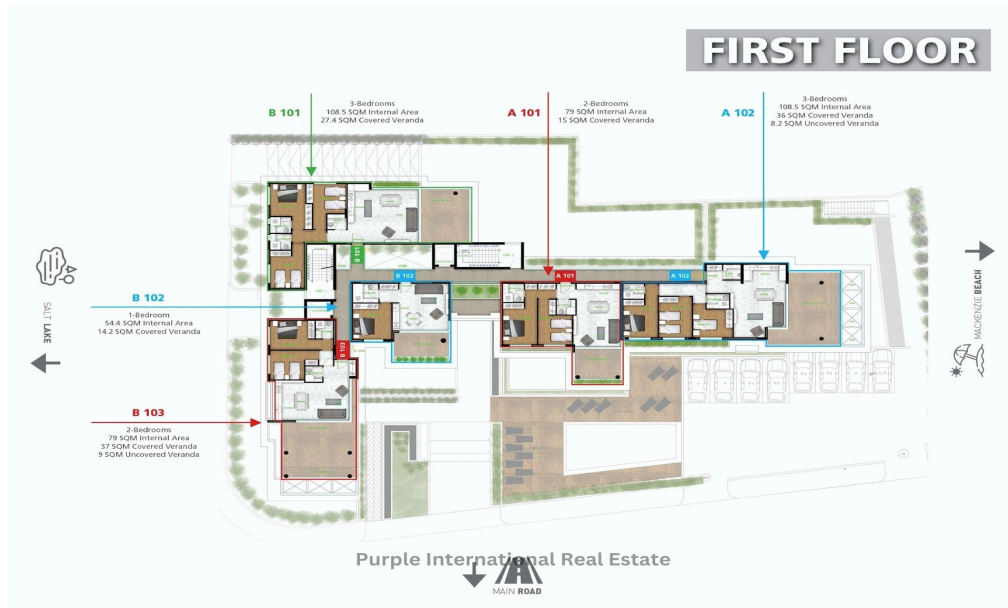 FIRST FLOOR
B 101
3-Bedrooms
108.5 SQM Internal Area
27.4 SQM Covered Veranda
A 101
2-Bedrooms
79 SQM Internal Area
15 SQM Covered Veranda
A 102
3-Bedrooms
108.5 SQM Internal Area
36 SQM Covered Veranda
8.2 SQM Uncovered Veranda
B 101
B 102
A 101
A 102
B 103
SALT LAKE
MACKENZIE BEACH
B 102
1-Bedroom
54.4 SQM Internal Area
14.2 SQM Covered Veranda
B 103
2-Bedrooms
79 SQM Internal Area
37 SQM Covered Veranda
9 SQM Uncovered Veranda
Purple International Real Estate
MAIN ROAD